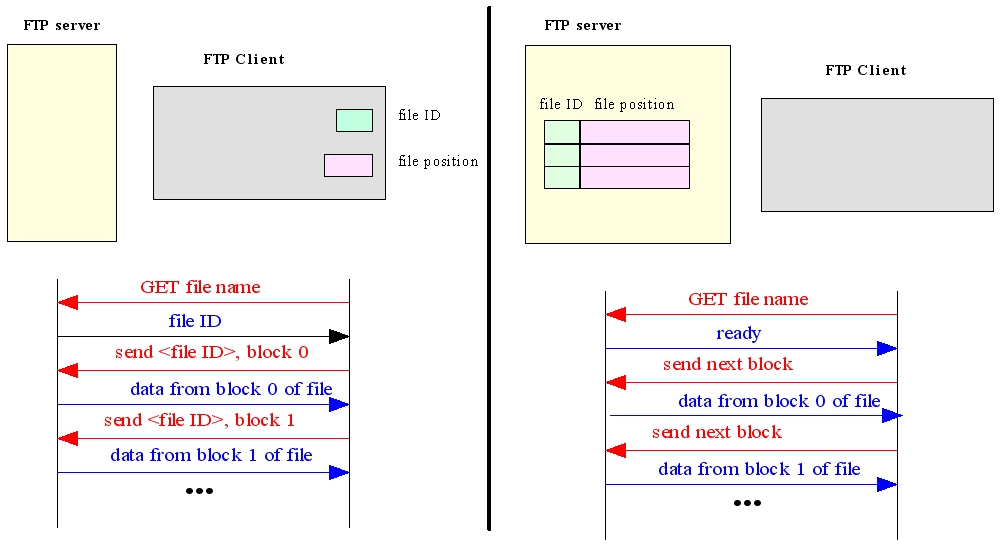 FTP server
FTP Client
file ID
file position
GET file name
file ID
send <file ID>, block 0
data from block 0 of file
send <file ID>, block 1
data from block 1 of file
•••
FTP server
FTP Client
file ID file position
GET file name
ready
send next block
data from block 0 of file
send next block
data from block 1 of file
•••